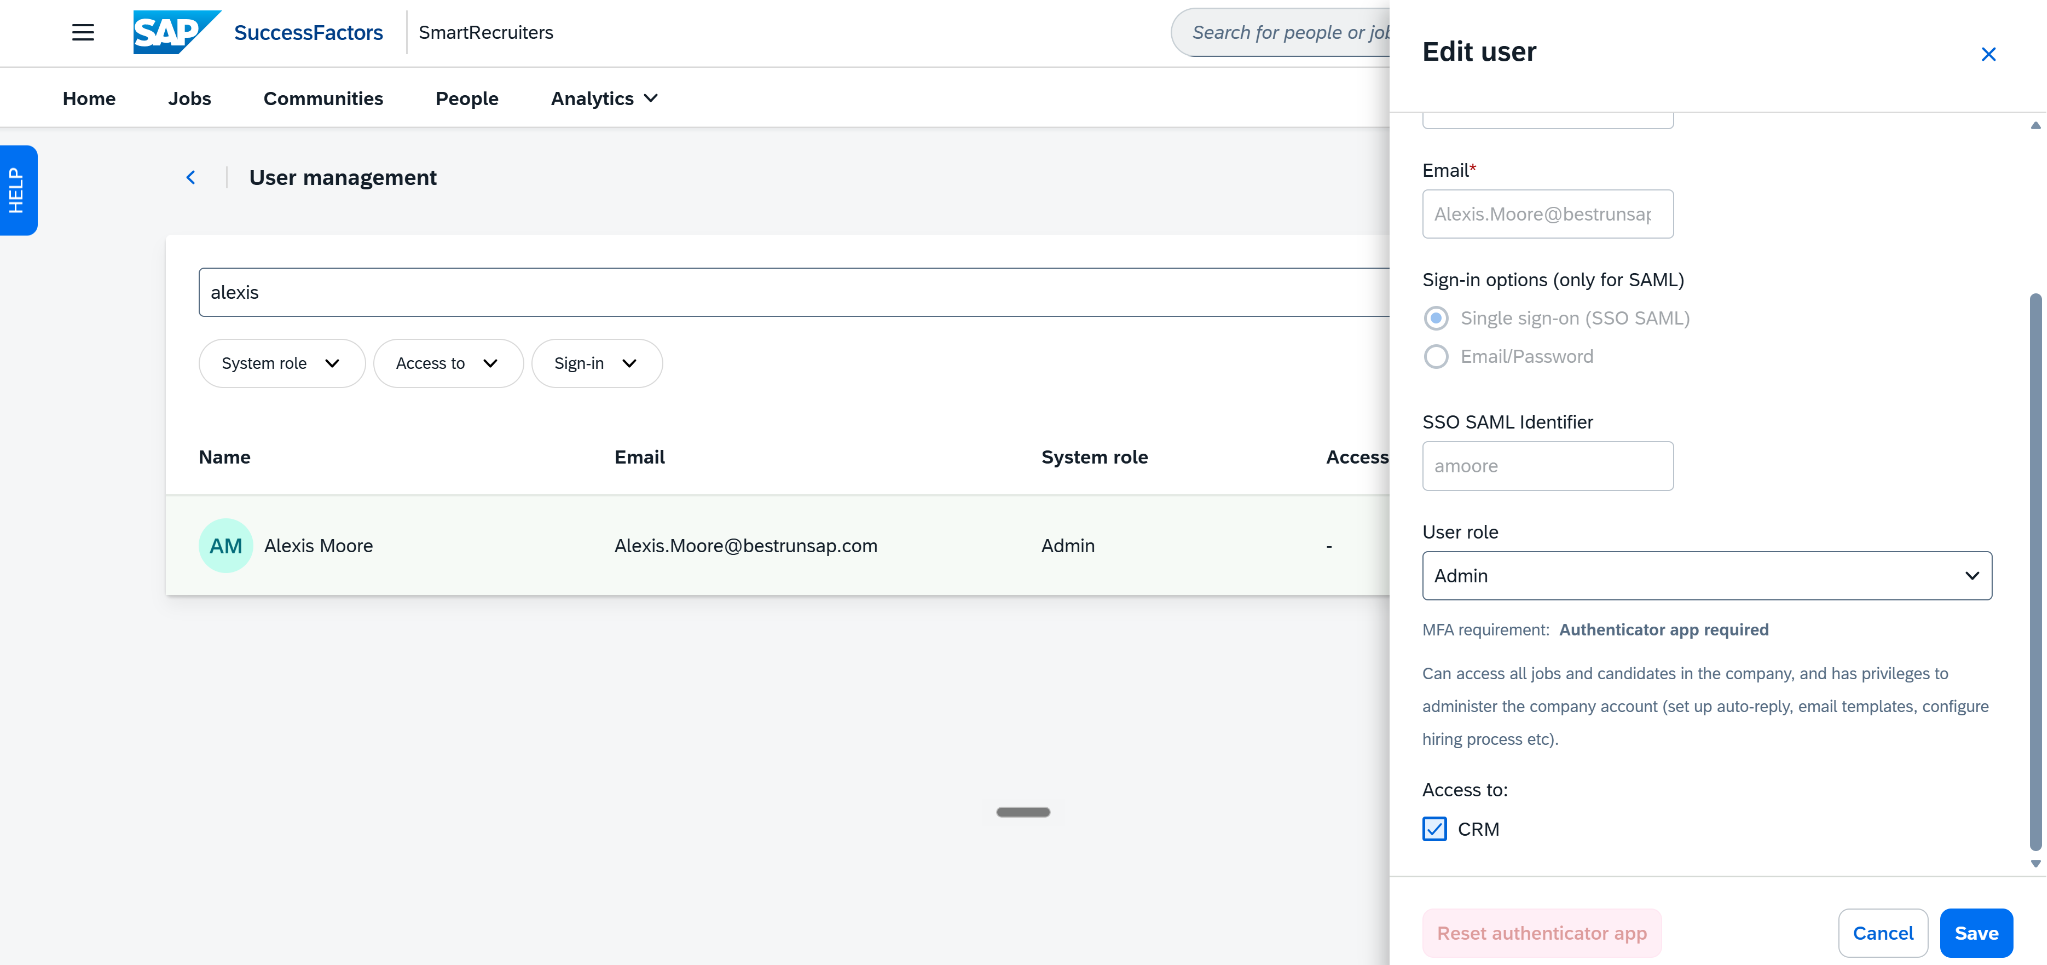 SAP SuccessFactors SmartRecruiters
Search for people or job
Home Jobs Communities People Analytics
HELP
User management
alexis
System role Access to Sign-in
Name Email System role Access
AM Alexis Moore Alexis.Moore@bestrunsap.com Admin -
Edit user
Email*
Alexis.Moore@bestrunsap
Sign-in options (only for SAML)
Single sign-on (SSO SAML)
Email/Password
SSO SAML Identifier
amoore
User role
Admin
MFA requirement: Authenticator app required
Can access all jobs and candidates in the company, and has privileges to
administer the company account (set up auto-reply, email templates, configure
hiring process etc).
Access to:
CRM
Reset authenticator app Cancel Save